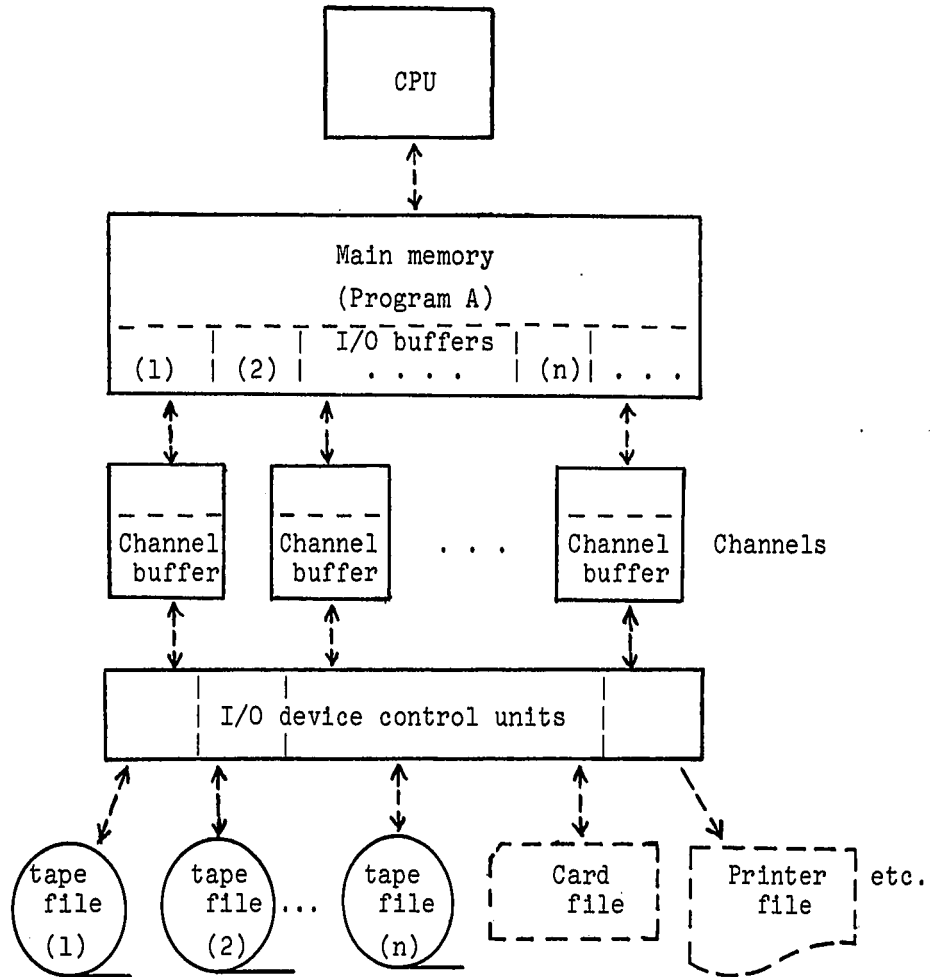 CPU
Main memory
(Program A)
I/O buffers
(1) (2) . . . . (n) . . .
Channel Channel . . . Channel Channels
buffer buffer buffer
I/O device control units
tape tape tape Card Printer etc.
file file ... file file file
(1) (2) (n)